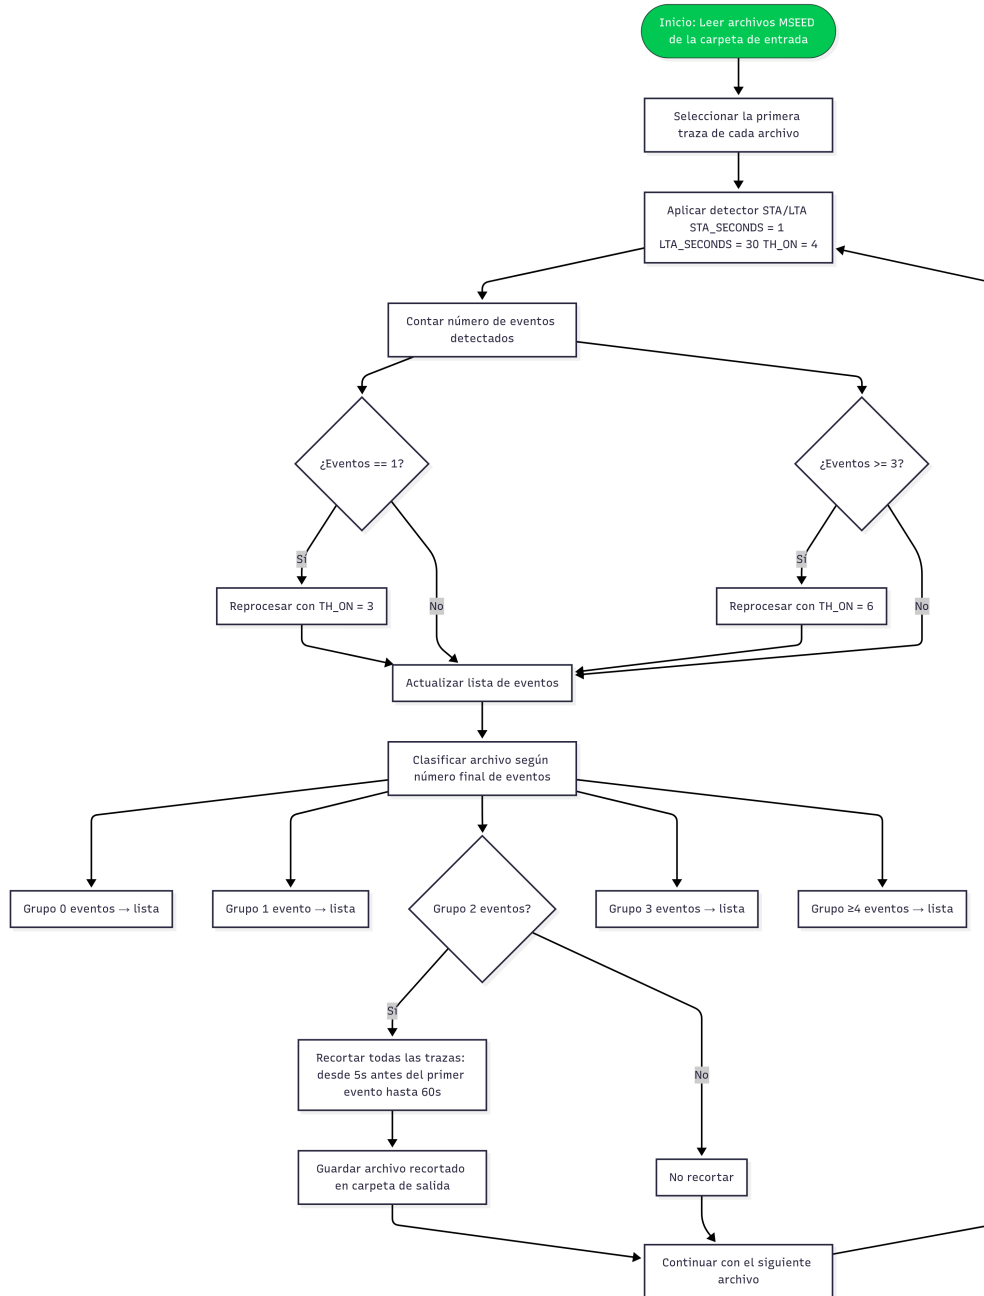 Inicio: Leer archivos MSEED
de la carpeta de entrada
Seleccionar la primera
traza de cada archivo
Aplicar detector STA/LTA
STA_SECONDS = 1
LTA_SECONDS = 30 TH_ON = 4
Contar número de eventos
detectados
¿Eventos == 1?
¿Eventos >= 3?
Sí
Sí
Reprocesar con TH_ON = 3
No
Reprocesar con TH_ON = 6
No
Actualizar lista de eventos
Clasificar archivo según
número final de eventos
Grupo 0 eventos → lista
Grupo 1 evento → lista
Grupo 2 eventos?
Grupo 3 eventos → lista
Grupo ≥4 eventos → lista
Sí
Recortar todas las trazas:
desde 5s antes del primer
evento hasta 60s
No
Guardar archivo recortado
en carpeta de salida
No recortar
Continuar con el siguiente
archivo